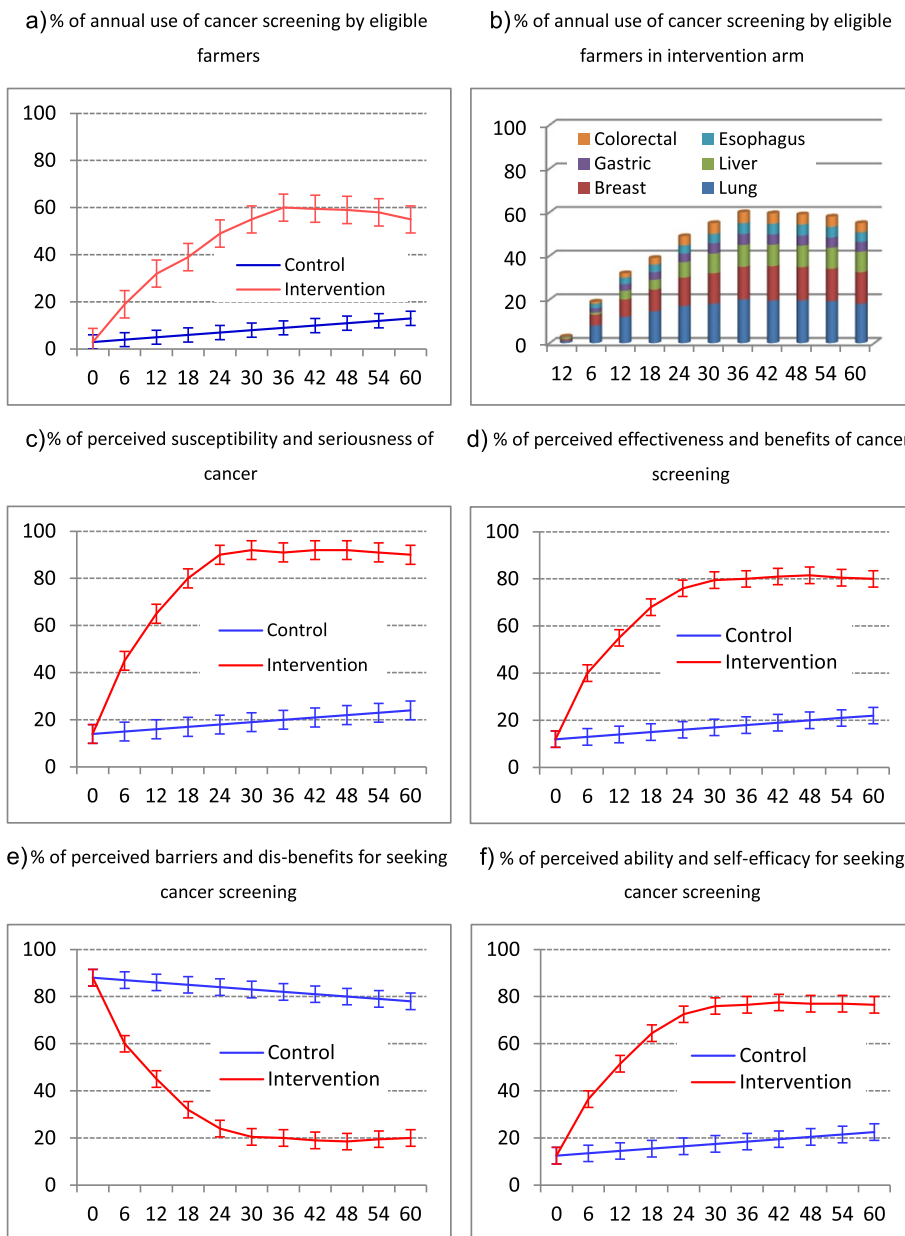 a) % of annual use of cancer screening by eligible
farmers
100
80
60
40
20
0
Control
Intervention
0 6 12 18 24 30 36 42 48 54 60
b) % of annual use of cancer screening by eligible
farmers in intervention arm
100
80
60
40
20
0
Colorectal Esophagus
Gastric Liver
Breast Lung
12 6 12 18 24 30 36 42 48 54 60
c) % of perceived susceptibility and seriousness of
cancer
100
80
60
40
20
0
Control
Intervention
0 6 12 18 24 30 36 42 48 54 60
d) % of perceived effectiveness and benefits of cancer
screening
100
80
60
40
20
0
Control
Intervention
0 6 12 18 24 30 36 42 48 54 60
e) % of perceived barriers and dis-benefits for seeking
cancer screening
100
80
60
40
20
0
Control
Intervention
0 6 12 18 24 30 36 42 48 54 60
f) % of perceived ability and self-efficacy for seeking
cancer screening
100
80
60
40
20
0
Control
Intervention
0 6 12 18 24 30 36 42 48 54 60